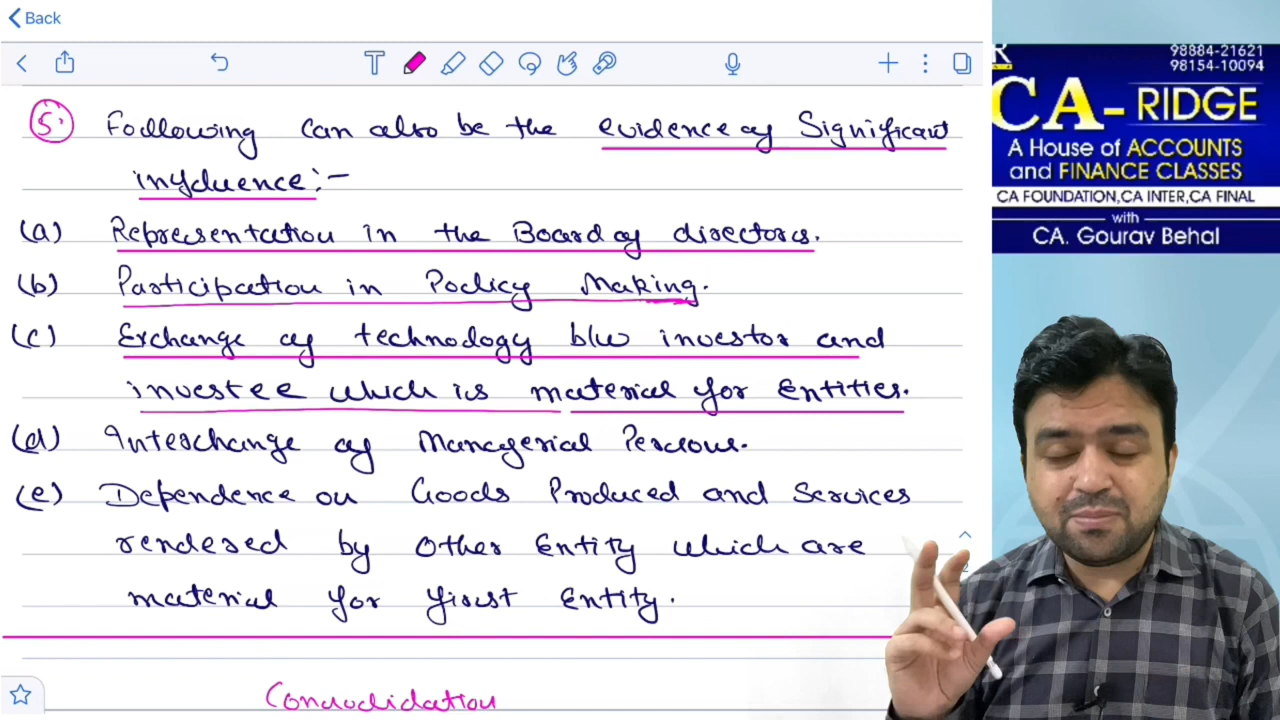 Back
5.
Following can also be the evidence of Significant
influence:-
(a) Representation in the Board of directors.
(b) Participation in Policy Making.
(c) Exchange of technology b/w investor and
investee which is material for Entities.
(d) Interchange of Managerial Persons.
(e) Dependence on Goods Produced and Services
rendered by Other Entity which are
material for first Entity.
Consolidation
R
98884-21621
98154-10094
CA- RIDGE
A House of ACCOUNTS
and FINANCE CLASSES
CA FOUNDATION,CA INTER,CA FINAL
with
CA. Gourav Behal